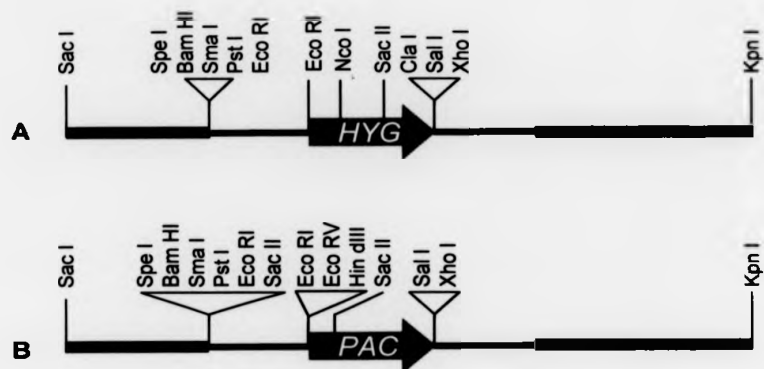 Sac I
Spe I
Bam HI
Sma I
Pst I
Eco RI
Eco RI
Nco I
Sac II
Cla I
Sal I
Xho I
Kpn I
A
HYG
Sac I
Spe I
Bam HI
Sma I
Pst I
Eco RI
Sac II
Eco RI
Eco RV
Hin dIII
Sac II
Sal I
Xho I
Kpn I
B
PAC